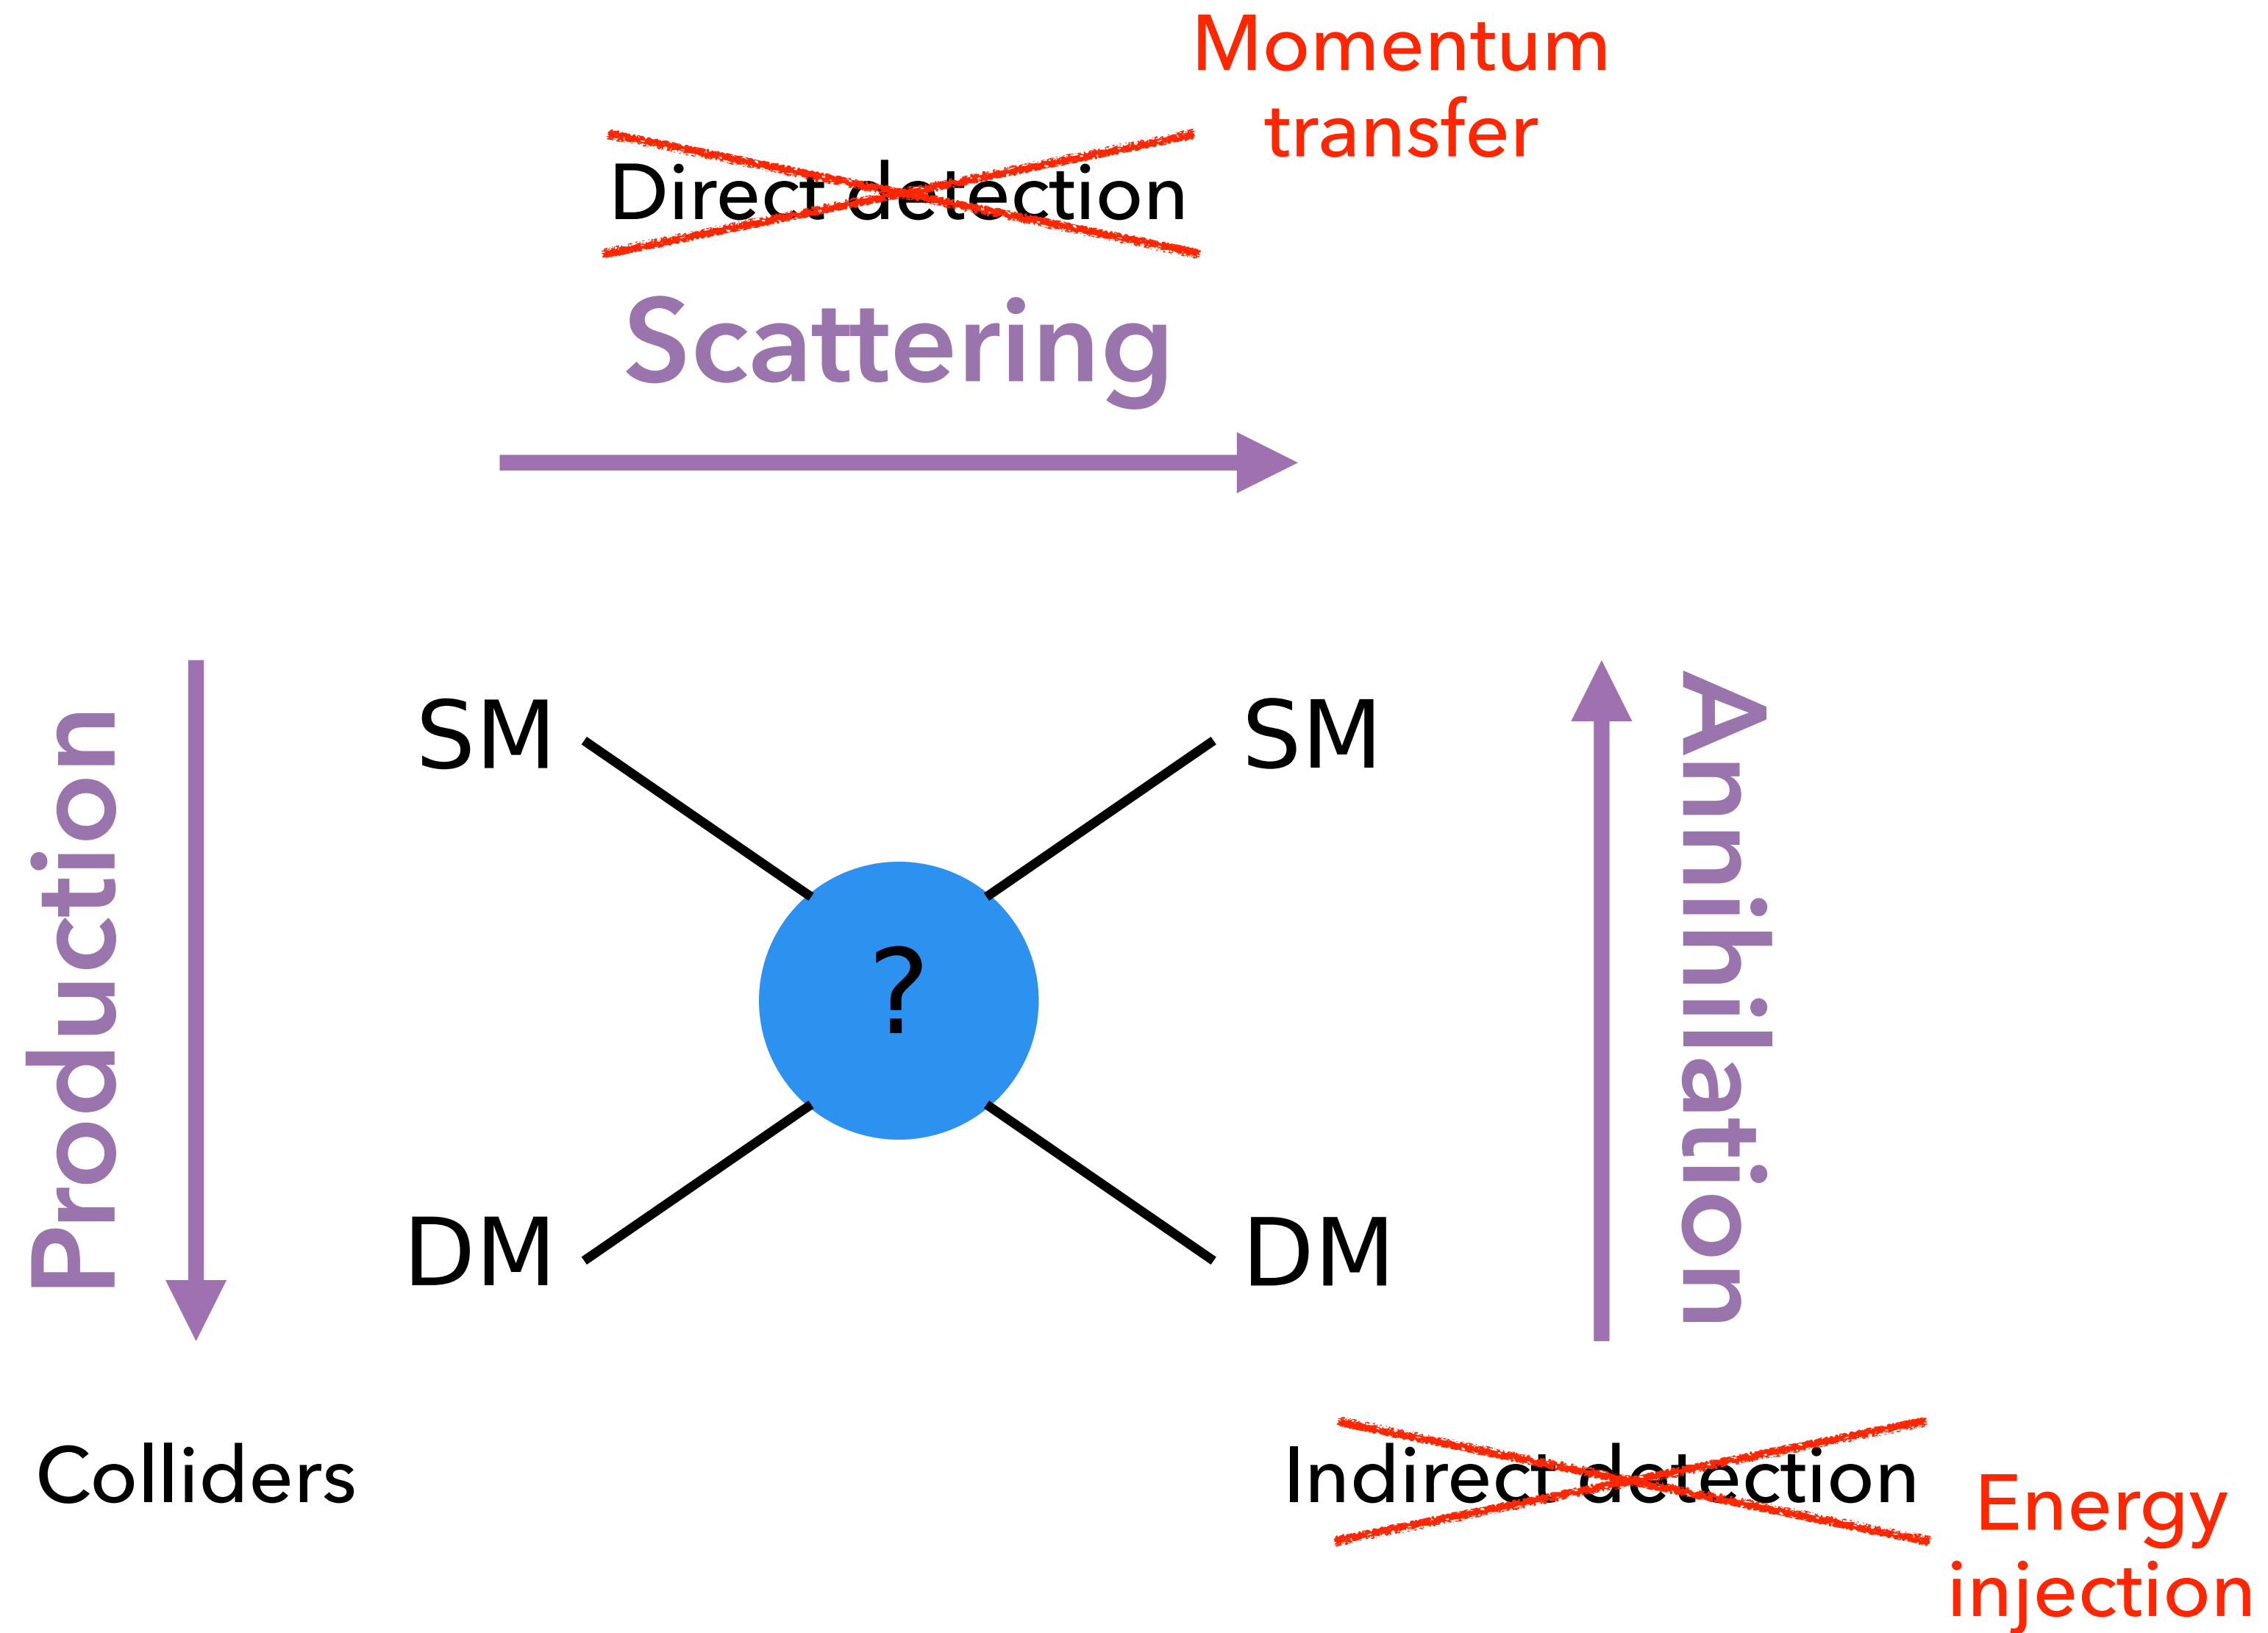 Momentum
transfer
Direct detection
Scattering
Production
SM
SM
Annihilation
?
DM
DM
Colliders
Indirect detection
Energy
injection